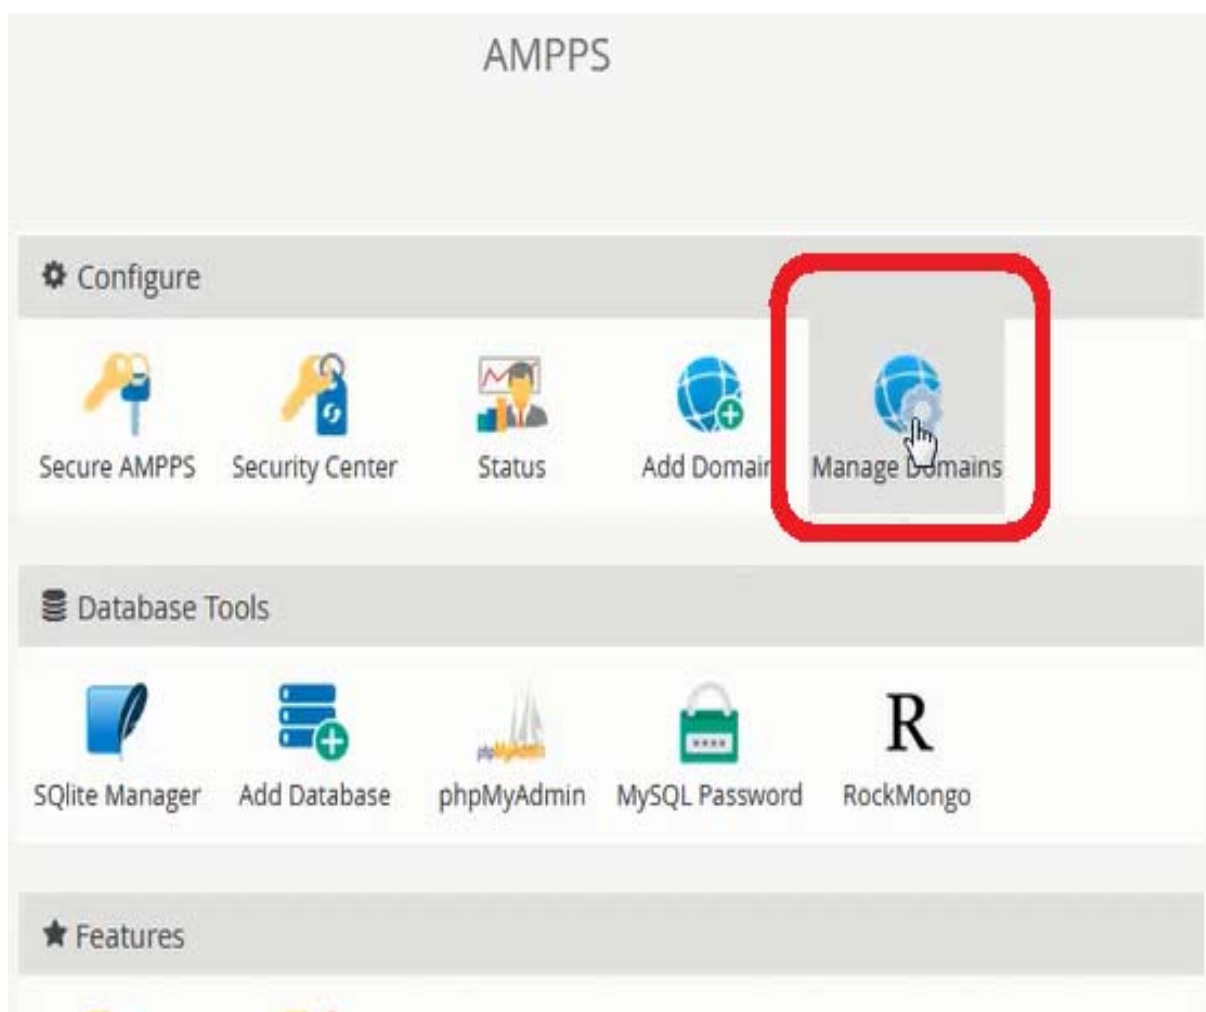 AMPPS
Configure
Secure AMPPS Security Center Status Add Domain Manage Domains
Database Tools
SQlite Manager Add Database phpMyAdmin MySQL Password RockMongo
R
phpMyAdmin
Features